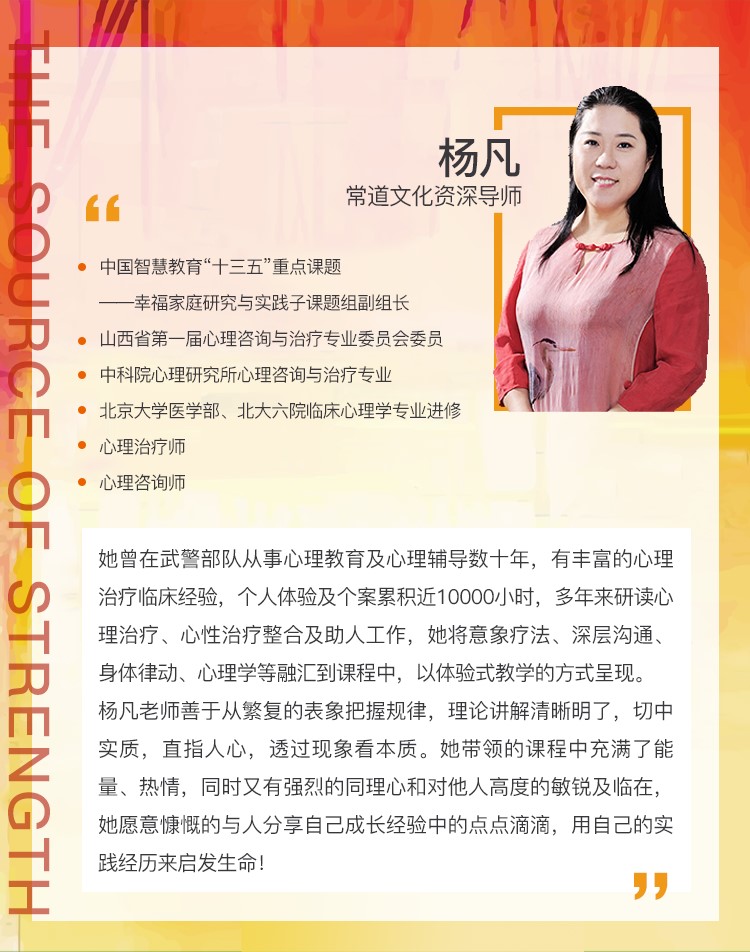 THE SOURCE OF STRENGTH
杨凡
常道文化资深导师
“
中国智慧教育“十三五”重点课题
——幸福家庭研究与实践子课题组副组长
山西省第一届心理咨询与治疗专业委员会委员
中科院心理研究所心理咨询与治疗专业
北京大学医学部、北大六院临床心理学专业进修
心理治疗师
心理咨询师
她曾在武警部队从事心理教育及心理辅导数十年，有丰富的心理
治疗临床经验，个人体验及个案累积近10000小时，多年来研读心
理治疗、心性治疗整合及助人工作，她将意象疗法、深层沟通、
身体律动、心理学等融汇到课程中，以体验式教学的方式呈现。
杨凡老师善于从繁复的表象把握规律，理论讲解清晰明了，切中
实质，直指人心，透过现象看本质。她带领的课程中充满了能
量、热情，同时又有强烈的同理心和对他人高度的敏锐及临在，
她愿意慷慨的与人分享自己成长经验中的点点滴滴，用自己的实
践经历来启发生命！
”